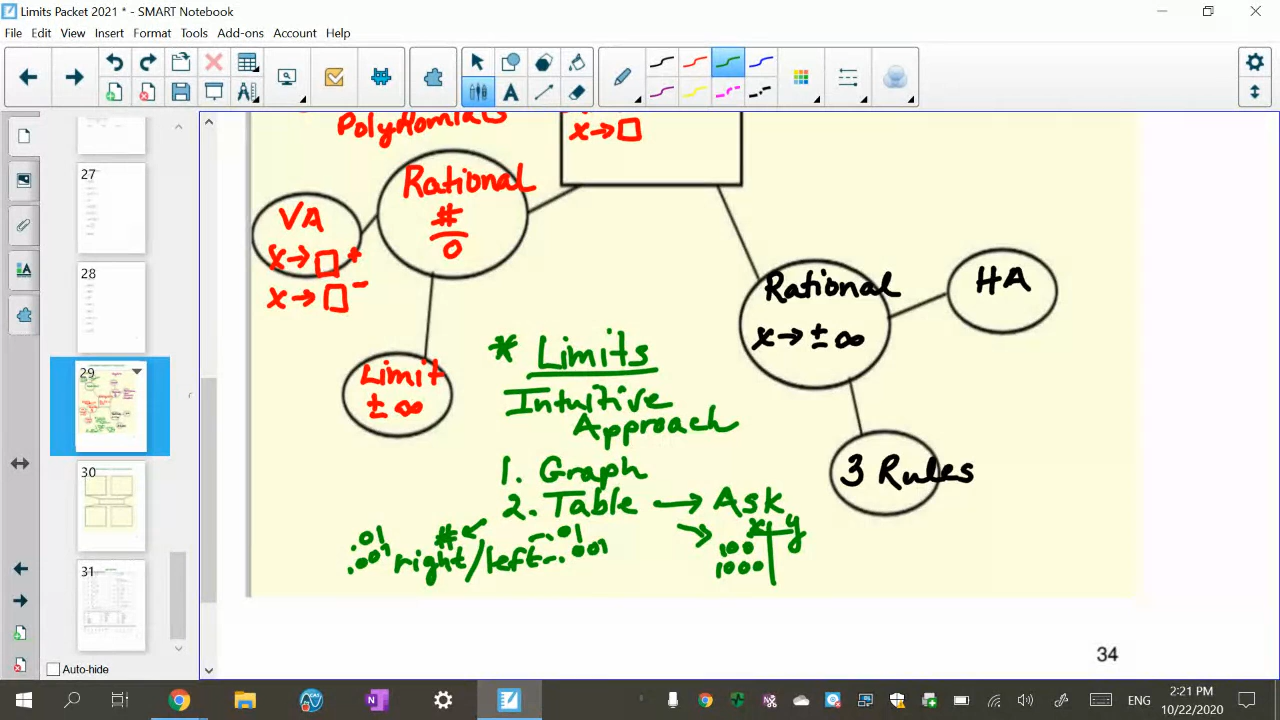 Limits Packet 2021 * - SMART Notebook
File Edit View Insert Format Tools Add-ons Account Help
27
28
29
30
31
Auto-hide
Polynomials
x→□
Rational
#
0
VA
x→□+
x→□-
Limit
± ∞
Rational
x→ ± ∞
HA
3 Rules
* Limits
Intuitive
Approach
1. Graph
2. Table → Ask
#
.01
.001 right/left -.01
-.001
x y
100
1000
34
ENG
2:21 PM
10/22/2020